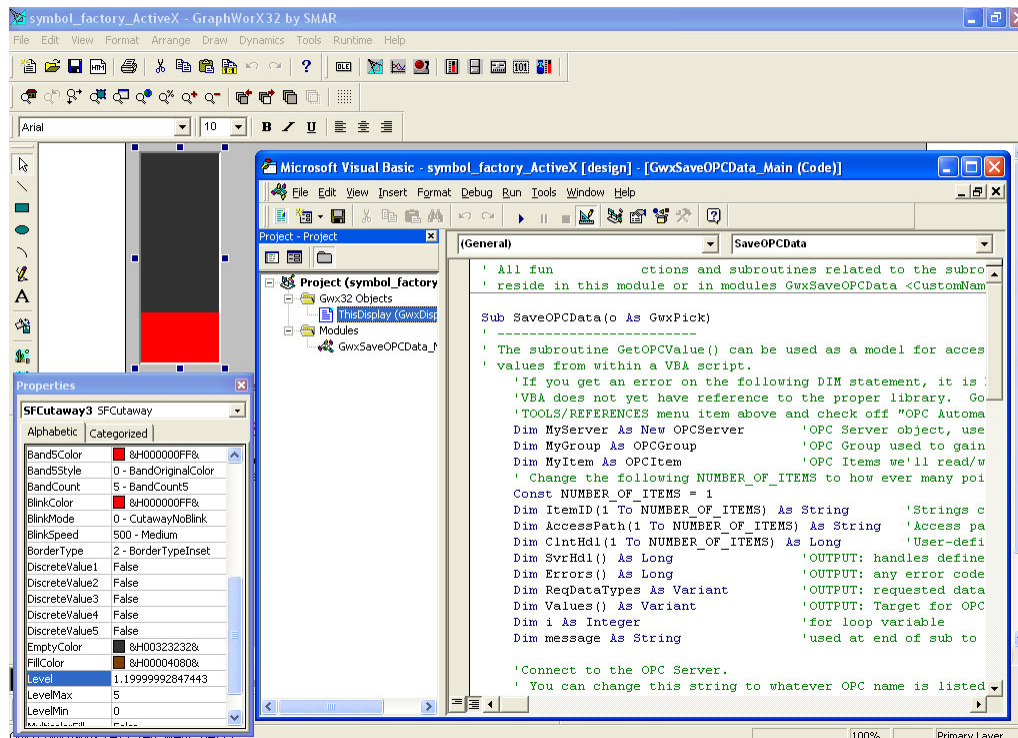 symbol_factory_ActiveX - GraphWorX32 by SMAR
File Edit View Format Arrange Draw Dynamics Tools Runtime Help
Arial 10 B I U
Microsoft Visual Basic - symbol_factory_ActiveX [design] - [GwxSaveOPCData_Main (Code)]
File Edit View Insert Format Debug Run Tools Window Help
Project - Project
Project (symbol_factory
Gwx32 Objects
ThisDisplay (GwxDisp
Modules
GwxSaveOPCData_M
(General) SaveOPCData
' All fun ctions and subroutines related to the subro
' reside in this module or in modules GwxSaveOPCData <CustomNam
Sub SaveOPCData(o As GwxPick)
' -------------------------
' The subroutine GetOPCValue() can be used as a model for acces
' values from within a VBA script.
'If you get an error on the following DIM statement, it is
'VBA does not yet have reference to the proper library. Go
'TOOLS/REFERENCES menu item above and check off "OPC Automa
Dim MyServer As New OPCServer 'OPC Server object, use
Dim MyGroup As OPCGroup 'OPC Group used to gain
Dim MyItem As OPCItem 'OPC Items we'll read/w
' Change the following NUMBER_OF_ITEMS to how ever many poi
Const NUMBER_OF_ITEMS = 1
Dim ItemID(1 To NUMBER_OF_ITEMS) As String 'Strings c
Dim AccessPath(1 To NUMBER_OF_ITEMS) As String 'Access pa
Dim ClntHdl(1 To NUMBER_OF_ITEMS) As Long 'User-defi
Dim SvrHdl() As Long 'OUTPUT: handles define
Dim Errors() As Long 'OUTPUT: any error code
Dim ReqDataTypes As Variant 'OUTPUT: requested data
Dim Values() As Variant 'OUTPUT: Target for OPC
Dim i As Integer 'for loop variable
Dim message As String 'used at end of sub to
'Connect to the OPC Server.
' You can change this string to whatever OPC name is listed
Properties
SFCutaway3 SFCutaway
Alphabetic Categorized
Band5Color &H000000FF&
Band5Style 0 - BandOriginalColor
BandCount 5 - BandCount5
BlinkColor &H000000FF&
BlinkMode 0 - CutawayNoBlink
BlinkSpeed 500 - Medium
BorderType 2 - BorderTypeInset
DiscreteValue1 False
DiscreteValue2 False
DiscreteValue3 False
DiscreteValue4 False
DiscreteValue5 False
EmptyColor &H00323232&
FillColor &H00004080&
Level 1.19999992847443
LevelMax 5
LevelMin 0
MulticolorFill False
100% Primary Layer